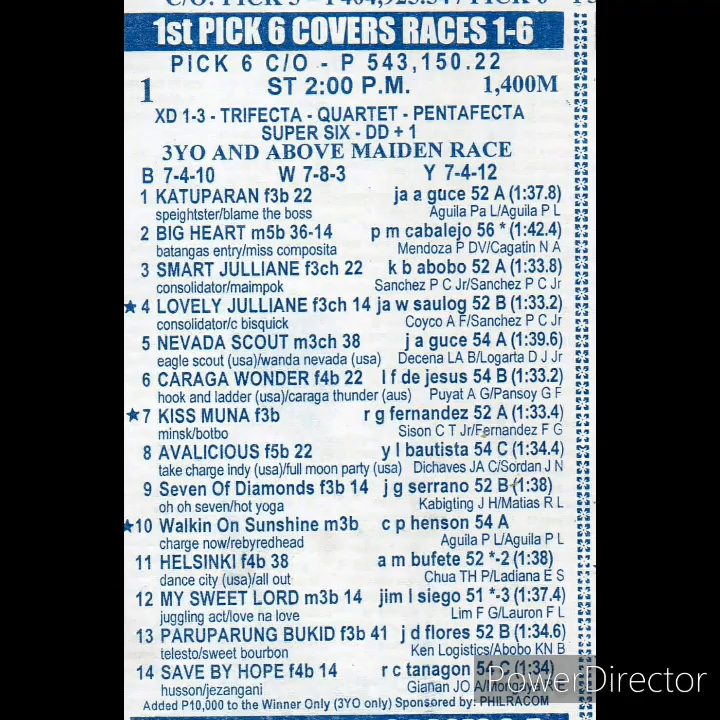 1st PICK 6 COVERS RACES 1-6
PICK 6 C/O - P 543,150.22
1 ST 2:00 P.M. 1,400M
XD 1-3 - TRIFECTA - QUARTET - PENTAFECTA
SUPER SIX - DD + 1
3YO AND ABOVE MAIDEN RACE
B 7-4-10 W 7-8-3 Y 7-4-12
1 KATUPARAN f3b 22 ja a guce 52 A (1:37.8)
speightster/blame the boss Aguila Pa L/Aguila P L
2 BIG HEART m5b 36-14 p m cabalejo 56 * (1:42.4)
batangas entry/miss composita Mendoza P DV/Cagatin N A
3 SMART JULLIANE f3ch 22 k b abobo 52 A (1:33.8)
consolidator/maimpok Sanchez P C Jr/Sanchez P C Jr
★ 4 LOVELY JULLIANE f3ch 14 ja w saulog 52 B (1:33.2)
consolidator/c bisquick Coyco A F/Sanchez P C Jr
5 NEVADA SCOUT m3ch 38 j a guce 54 A (1:39.6)
eagle scout (usa)/wanda nevada (usa) Decena LA B/Logarta D J Jr
6 CARAGA WONDER f4b 22 l f de jesus 54 B (1:33.2)
hook and ladder (usa)/caraga thunder (aus) Puyat A G/Pansoy G F
★7 KISS MUNA f3b r g fernandez 52 A (1:33.4)
minsk/botbo Sison C T Jr/Fernandez F G
8 AVALICIOUS f5b 22 y l bautista 54 C (1:34.4)
take charge indy (usa)/full moon party (usa) Dichaves JA C/Sordan J N
9 Seven Of Diamonds f3b 14 j g serrano 52 B (1:38)
oh oh seven/hot yoga Kabigting J H/Matias R L
★10 Walkin On Sunshine m3b c p henson 54 A
charge now/rebyredhead Aguila P L/Aguila P L
11 HELSINKI f4b 38 a m bufete 52 *-2 (1:38)
dance city (usa)/all out Chua TH P/Ladiana E S
12 MY SWEET LORD m3b 14 jim l siego 51 *-3 (1:37.4)
juggling act/love na love Lim F G/Lauron F L
13 PARUPARUNG BUKID f3b 41 j d flores 52 B (1:34.6)
telesto/sweet bourbon Ken Logistics/Abobo KN B
14 SAVE BY HOPE f4b 14 r c tanagon 54 C (1:34)
husson/jezangani Gianan JO A/
PowerDirector
Added P10,000 to the Winner Only (3YO only) Sponsored by: PHILRACOM